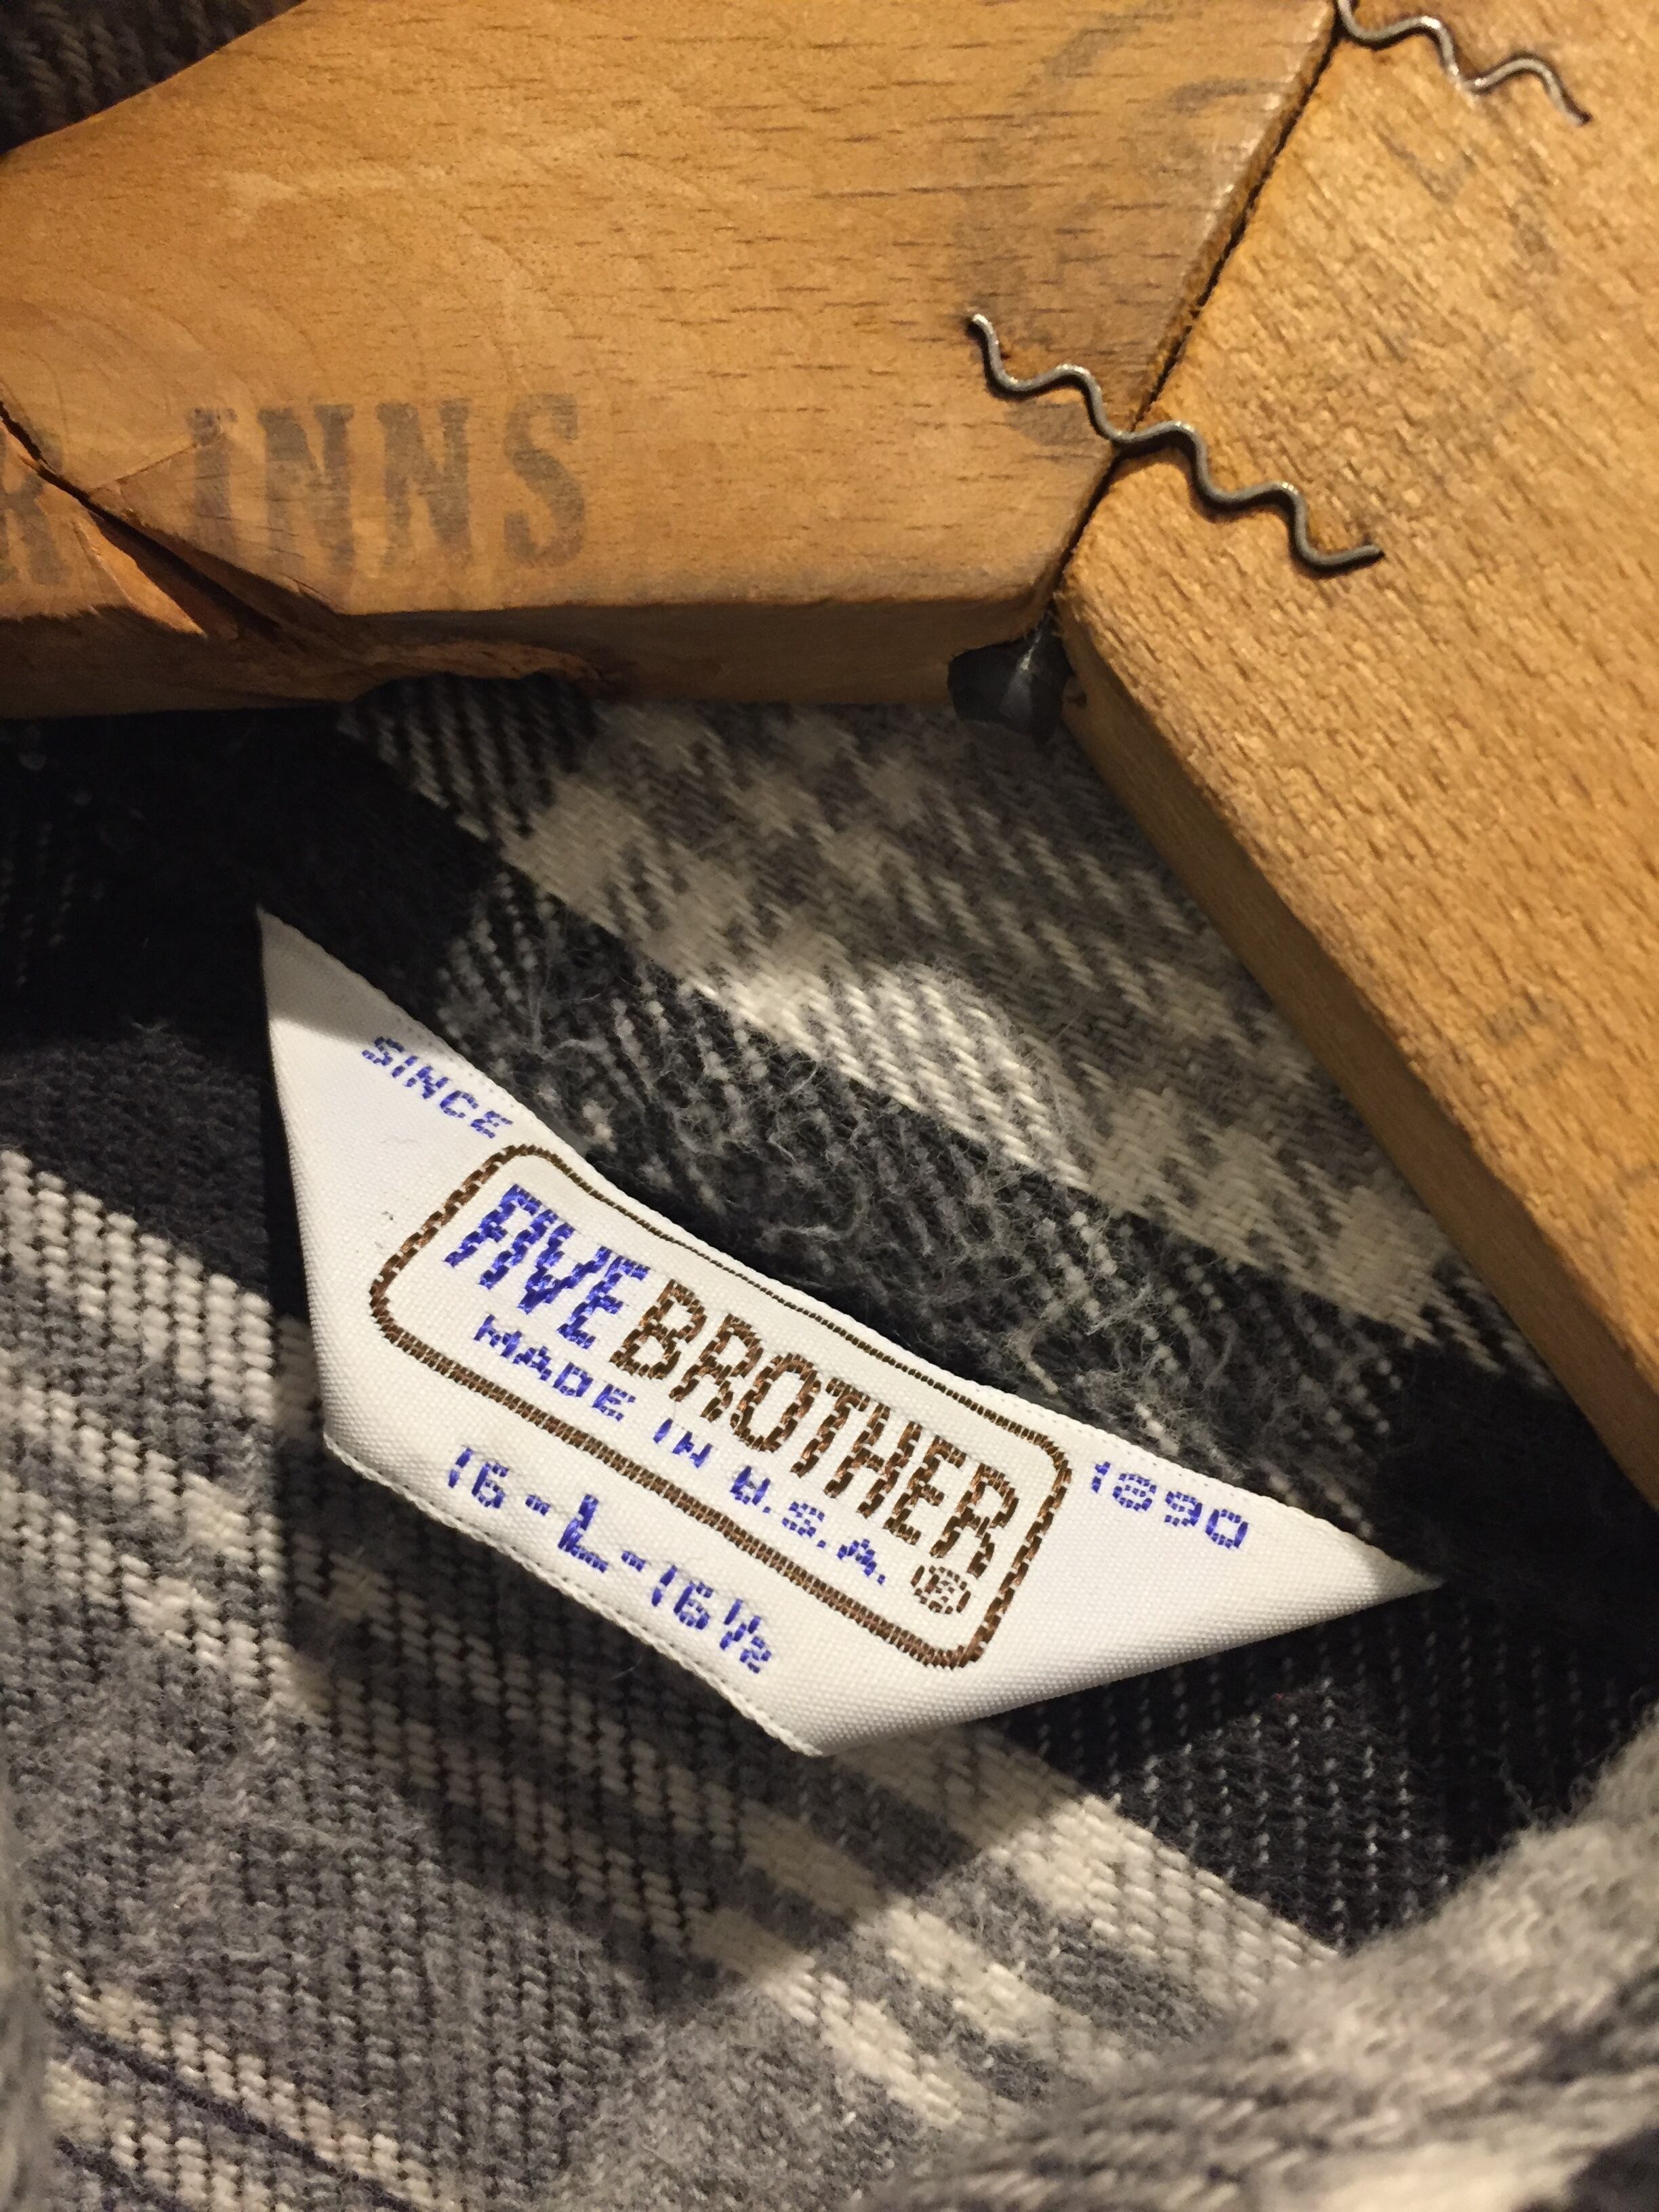 R INNS
SINCE
FIVE BROTHER
MADE IN U.S.A. ®
1890
16-L-16½